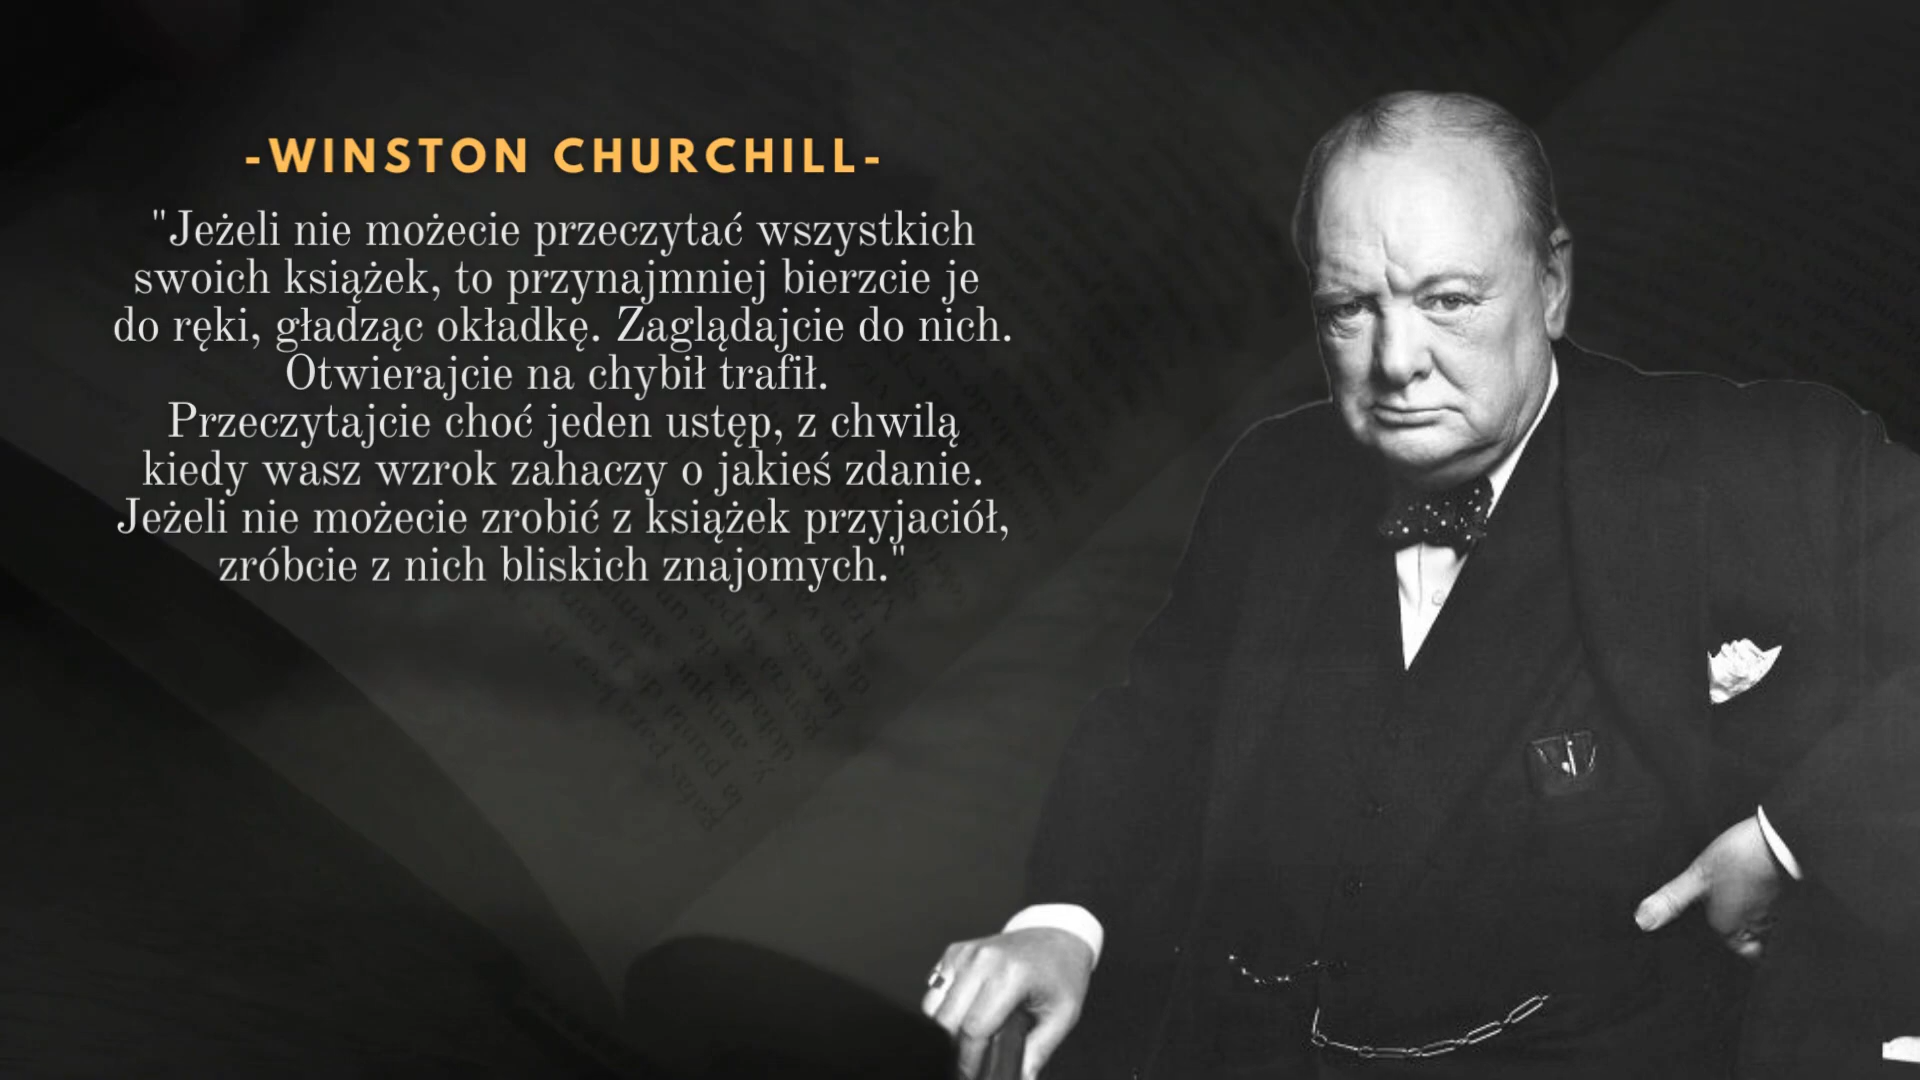 -WINSTON CHURCHILL-
"Jeżeli nie możecie przeczytać wszystkich
swoich książek, to przynajmniej bierzcie je
do ręki, gładząc okładkę. Zaglądajcie do nich.
Otwierajcie na chybił trafił.
Przeczytajcie choć jeden ustęp, z chwilą
kiedy wasz wzrok zahaczy o jakieś zdanie.
Jeżeli nie możecie zrobić z książek przyjaciół,
zróbcie z nich bliskich znajomych."